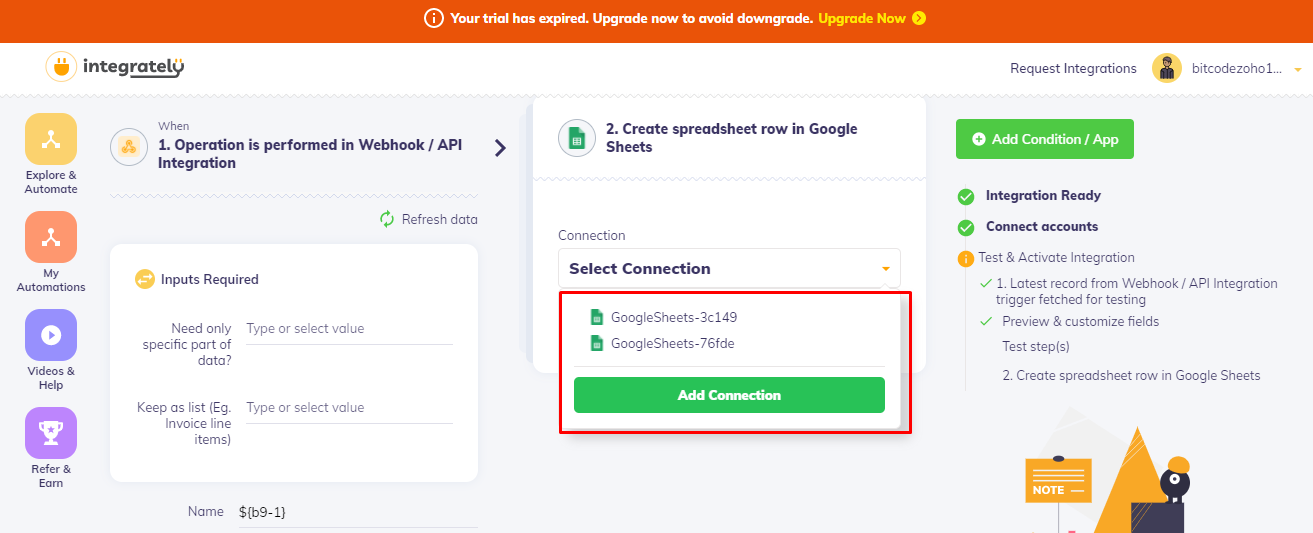 Your trial has expired. Upgrade now to avoid downgrade. Upgrade Now
integrately
Request Integrations
bitcodezoho1...
Explore &
Automate
My
Automations
Videos &
Help
Refer &
Earn
When
1. Operation is performed in Webhook / API
Integration
Refresh data
Inputs Required
Need only
specific part of
data?
Type or select value
Keep as list (Eg.
Invoice line
items)
Type or select value
Name
${b9-1}
2. Create spreadsheet row in Google
Sheets
Connection
Select Connection
GoogleSheets-3c149
GoogleSheets-76fde
Add Connection
Add Condition / App
Integration Ready
Connect accounts
Test & Activate Integration
1. Latest record from Webhook / API Integration
trigger fetched for testing
Preview & customize fields
Test step(s)
2. Create spreadsheet row in Google Sheets
NOTE